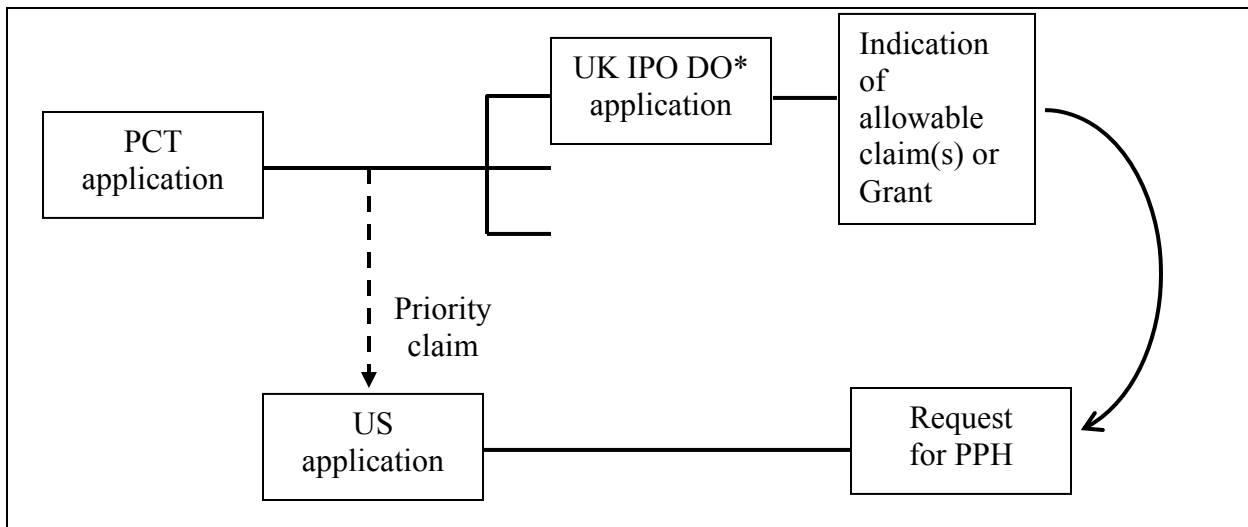 PCT
application
UK IPO DO*
application
Indication
of
allowable
claim(s) or
Grant
Priority
claim
US
application
Request
for PPH